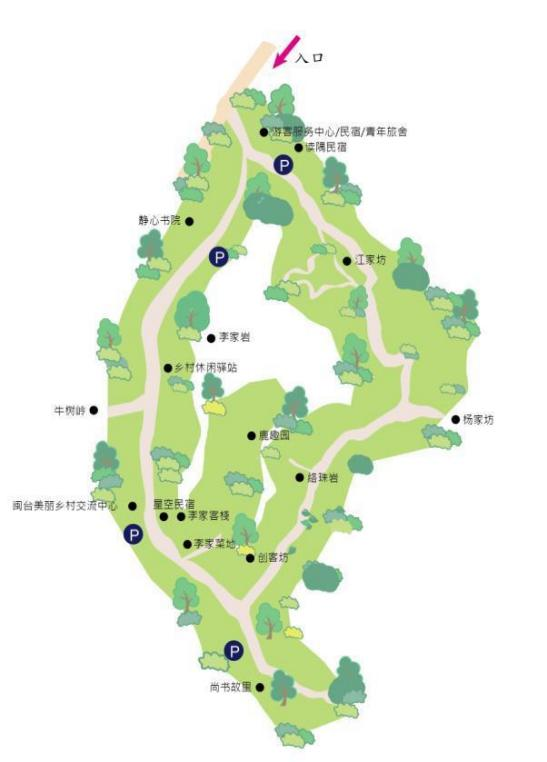 入口
游客服务中心/民宿/青年旅舍
读隅民宿
P
静心书院
P
江家坊
李家岩
乡村休闲驿站
牛树岭
杨家坊
鹿趣园
络珠岩
闽台美丽乡村交流中心
星空民宿
李家客栈
P
李家菜地
创客坊
P
尚书故里